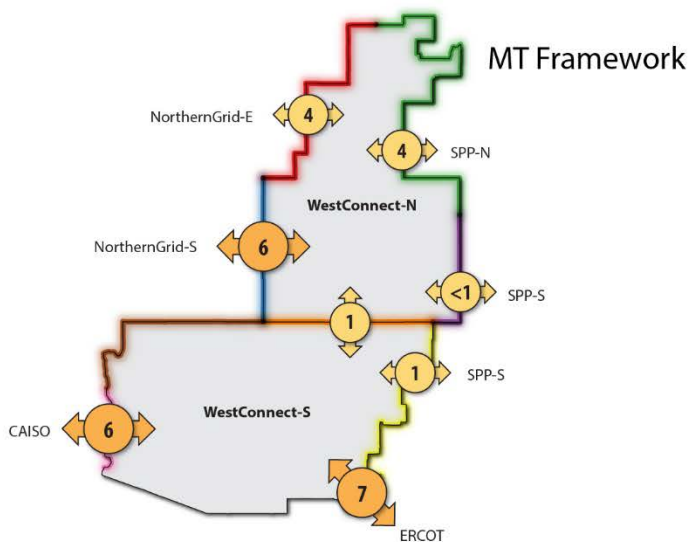 MT Framework
NorthernGrid-E
4
4
SPP-N
WestConnect-N
NorthernGrid-S
6
<1
SPP-S
1
1
SPP-S
WestConnect-S
CAISO
6
7
ERCOT